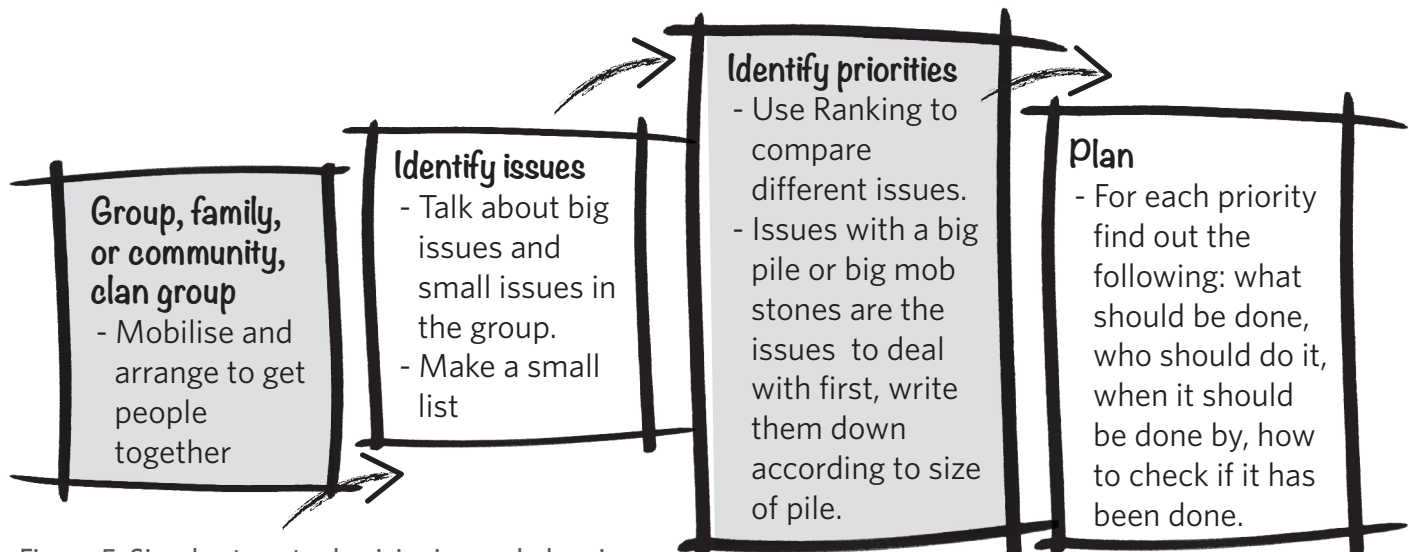 Group, family,
or community,
clan group
- Mobilise and
arrange to get
people
together
Identify issues
- Talk about big
issues and
small issues in
the group.
- Make a small
list
Identify priorities
- Use Ranking to
compare
different issues.
- Issues with a big
pile or big mob
stones are the
issues to deal
with first, write
them down
according to size
of pile.
Plan
- For each priority
find out the
following: what
should be done,
who should do it,
when it should
be done by, how
to check if it has
been done.